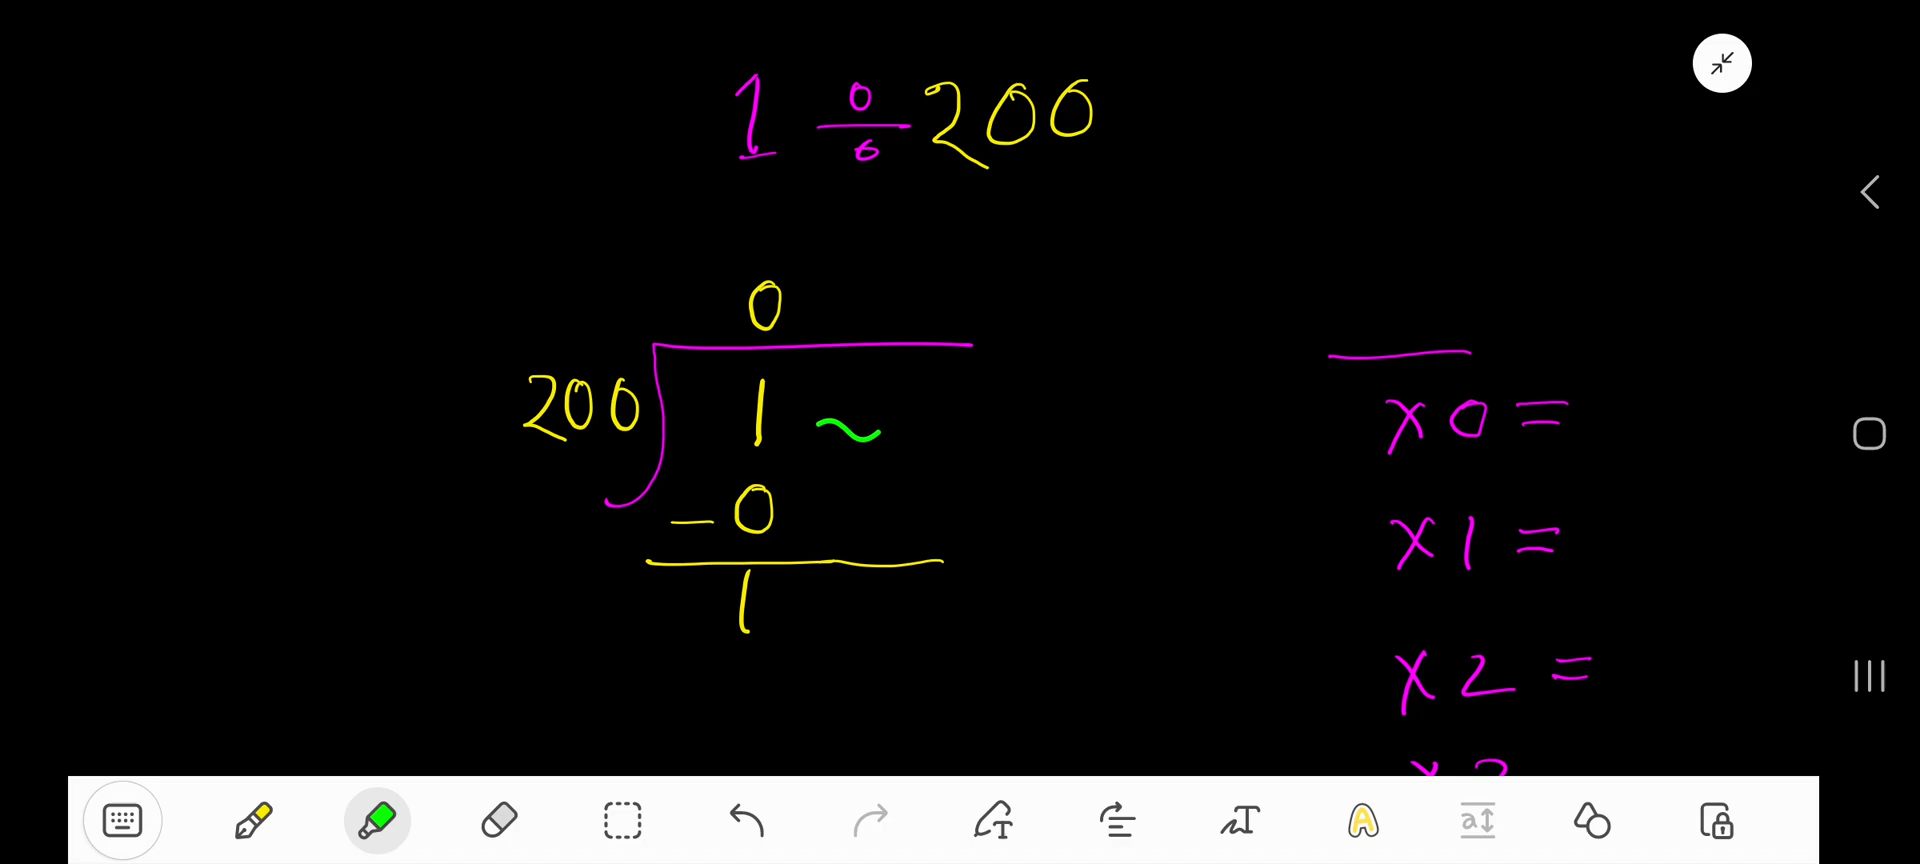 1 ÷ 200
0
200 1 ~
- 0
1
x 0 =
x 1 =
x 2 =